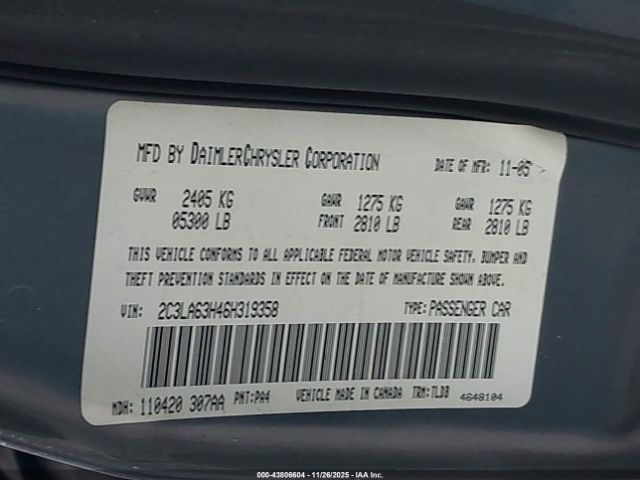 MFD BY DAIMLERCHRYSLER CORPORATION DATE OF MFR: 11-05
GVWR 2405 KG GAWR 1275 KG GAWR 1275 KG
05300 LB FRONT 2810 LB REAR 2810 LB
THIS VEHICLE CONFORMS TO ALL APPLICABLE FEDERAL MOTOR VEHICLE SAFETY, BUMPER AND
THEFT PREVENTION STANDARDS IN EFFECT ON THE DATE OF MANUFACTURE SHOWN ABOVE.
VIN: 2C3LA63H46H319358 TYPE: PASSENGER CAR
MDH: 110420 307AA PNT: PA4 VEHICLE MADE IN CANADA TRM: TLDB
4648104
000-43806604 - 11/26/2025 - IAA Inc.